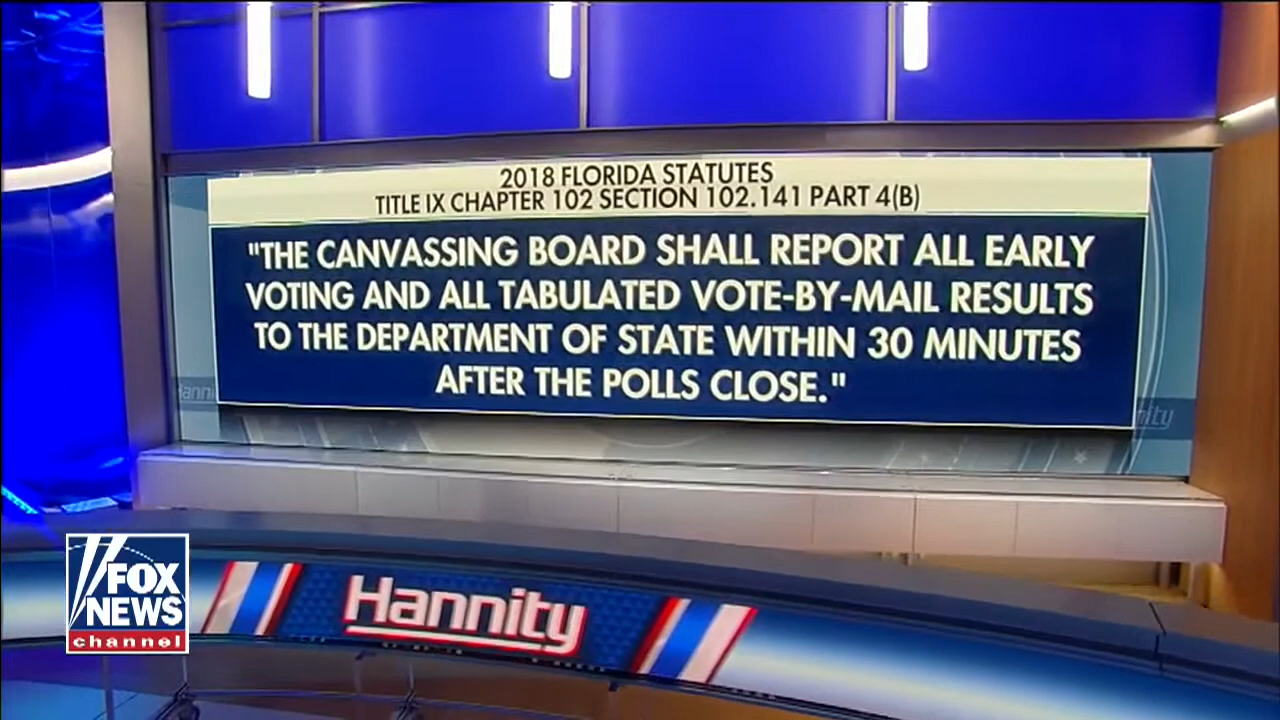 2018 FLORIDA STATUTES
TITLE IX CHAPTER 102 SECTION 102.141 PART 4(B)
"THE CANVASSING BOARD SHALL REPORT ALL EARLY
VOTING AND ALL TABULATED VOTE-BY-MAIL RESULTS
TO THE DEPARTMENT OF STATE WITHIN 30 MINUTES
AFTER THE POLLS CLOSE."
FOX
NEWS
channel
Hannity